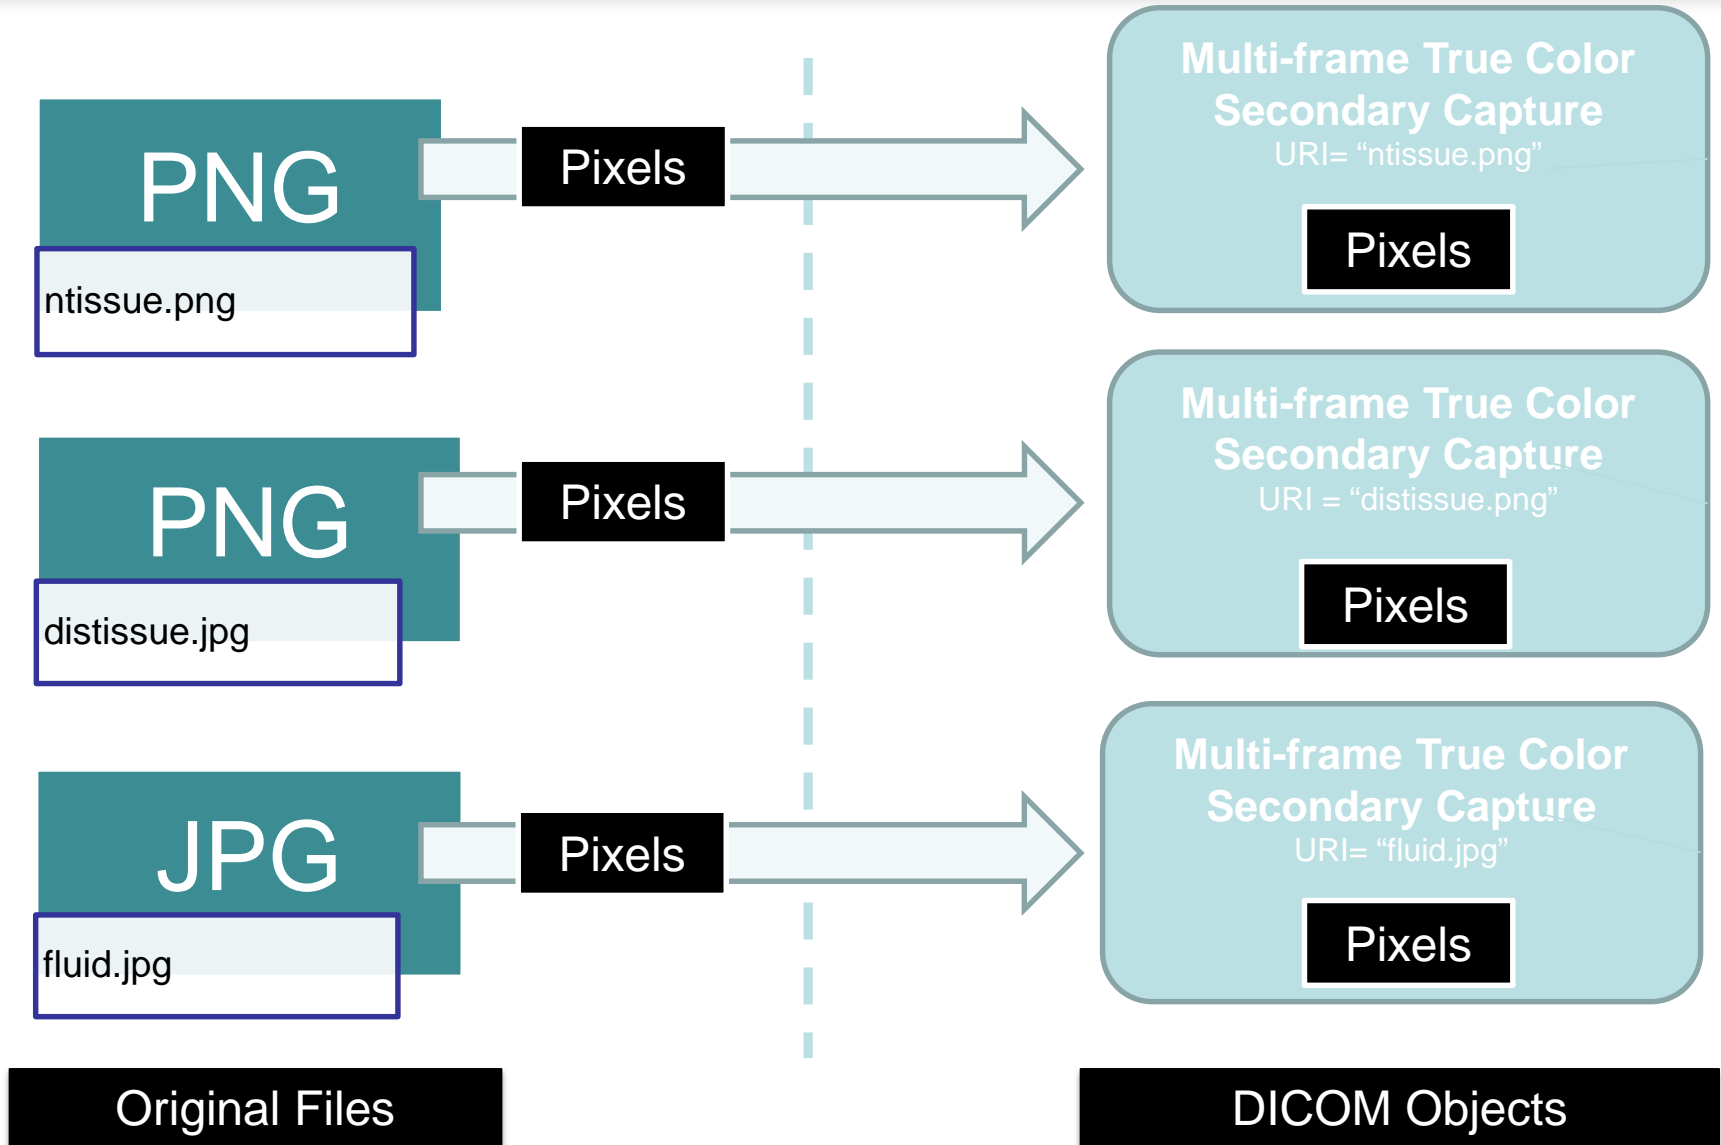 PNG
ntissue.png
Pixels
Multi-frame True Color
Secondary Capture
URI= “ntissue.png”
Pixels
PNG
distissue.jpg
Pixels
Multi-frame True Color
Secondary Capture
URI = “distissue.png”
Pixels
JPG
fluid.jpg
Pixels
Multi-frame True Color
Secondary Capture
URI= “fluid.jpg”
Pixels
Original Files
DICOM Objects